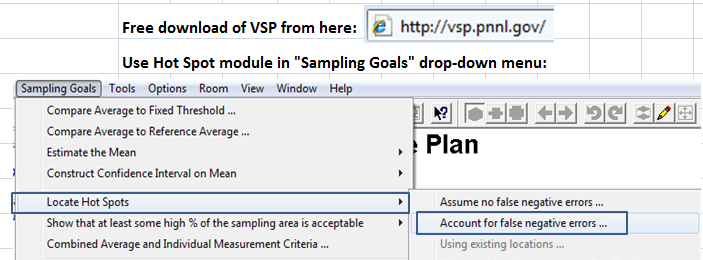 Free download of VSP from here: http://vsp.pnnl.gov/
Use Hot Spot module in "Sampling Goals" drop-down menu:
Sampling Goals Tools Options Room View Window Help
Compare Average to Fixed Threshold ...
Compare Average to Reference Average ...
Estimate the Mean
Construct Confidence Interval on Mean
Plan
Locate Hot Spots
Show that at least some high % of the sampling area is acceptable
Combined Average and Individual Measurement Criteria ...
Assume no false negative errors ...
Account for false negative errors ...
Using existing locations ...